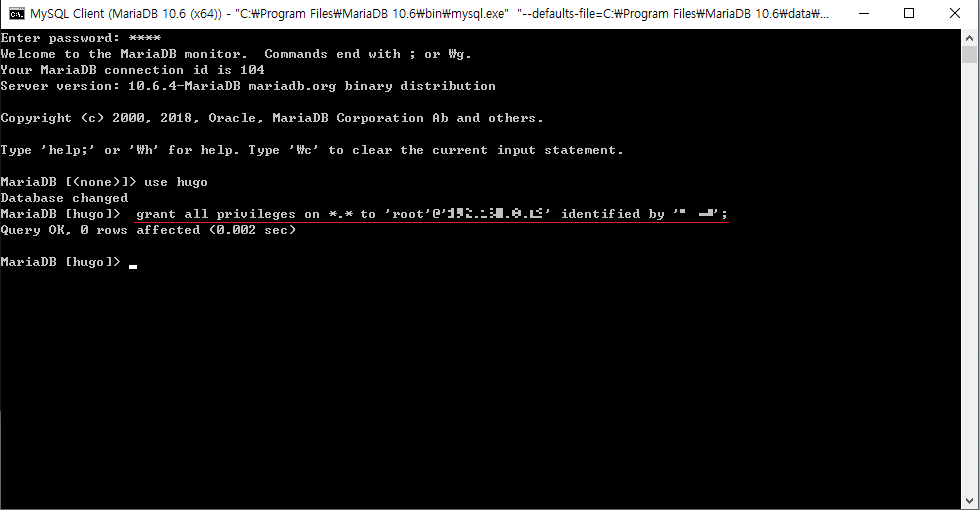 MySQL Client (MariaDB 10.6 (x64)) - "C:₩Program Files₩MariaDB 10.6₩bin₩mysql.exe" "--defaults-file=C:₩Program Files₩MariaDB 10.6₩data₩...
Enter password: ****
Welcome to the MariaDB monitor.  Commands end with ; or ₩g.
Your MariaDB connection id is 104
Server version: 10.6.4-MariaDB mariadb.org binary distribution
Copyright (c) 2000, 2018, Oracle, MariaDB Corporation Ab and others.
Type 'help;' or '₩h' for help. Type '₩c' to clear the current input statement.
MariaDB [(none)]> use hugo
Database changed
MariaDB [hugo]>  grant all privileges on *.* to 'root'@'' identified by '';
Query OK, 0 rows affected (0.002 sec)
MariaDB [hugo]>